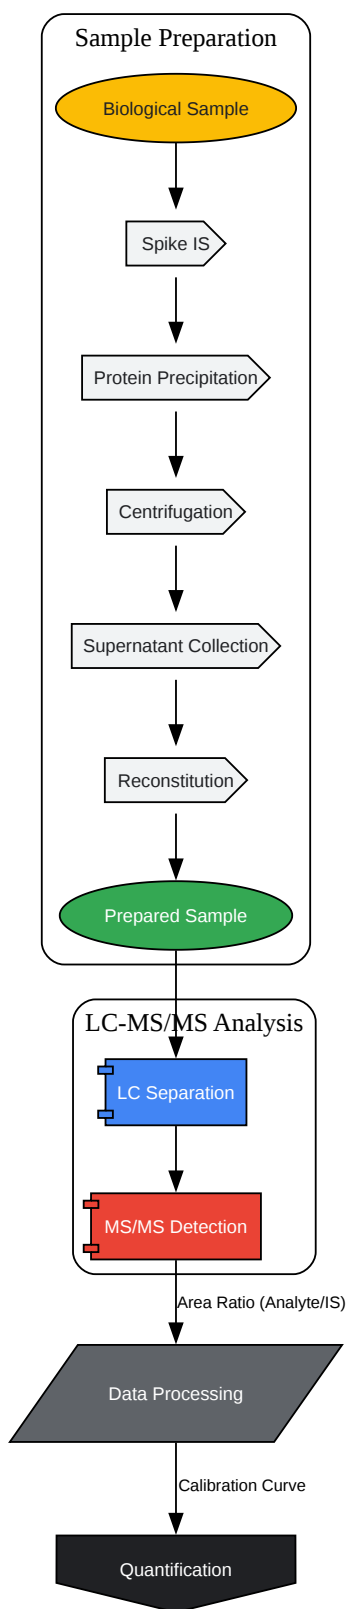 Sample Preparation
Biological Sample
Spike IS
Protein Precipitation
Centrifugation
Supernatant Collection
Reconstitution
Prepared Sample
LC-MS/MS Analysis
LC Separation
MS/MS Detection
Area Ratio (Analyte/IS)
Data Processing
Calibration Curve
Quantification